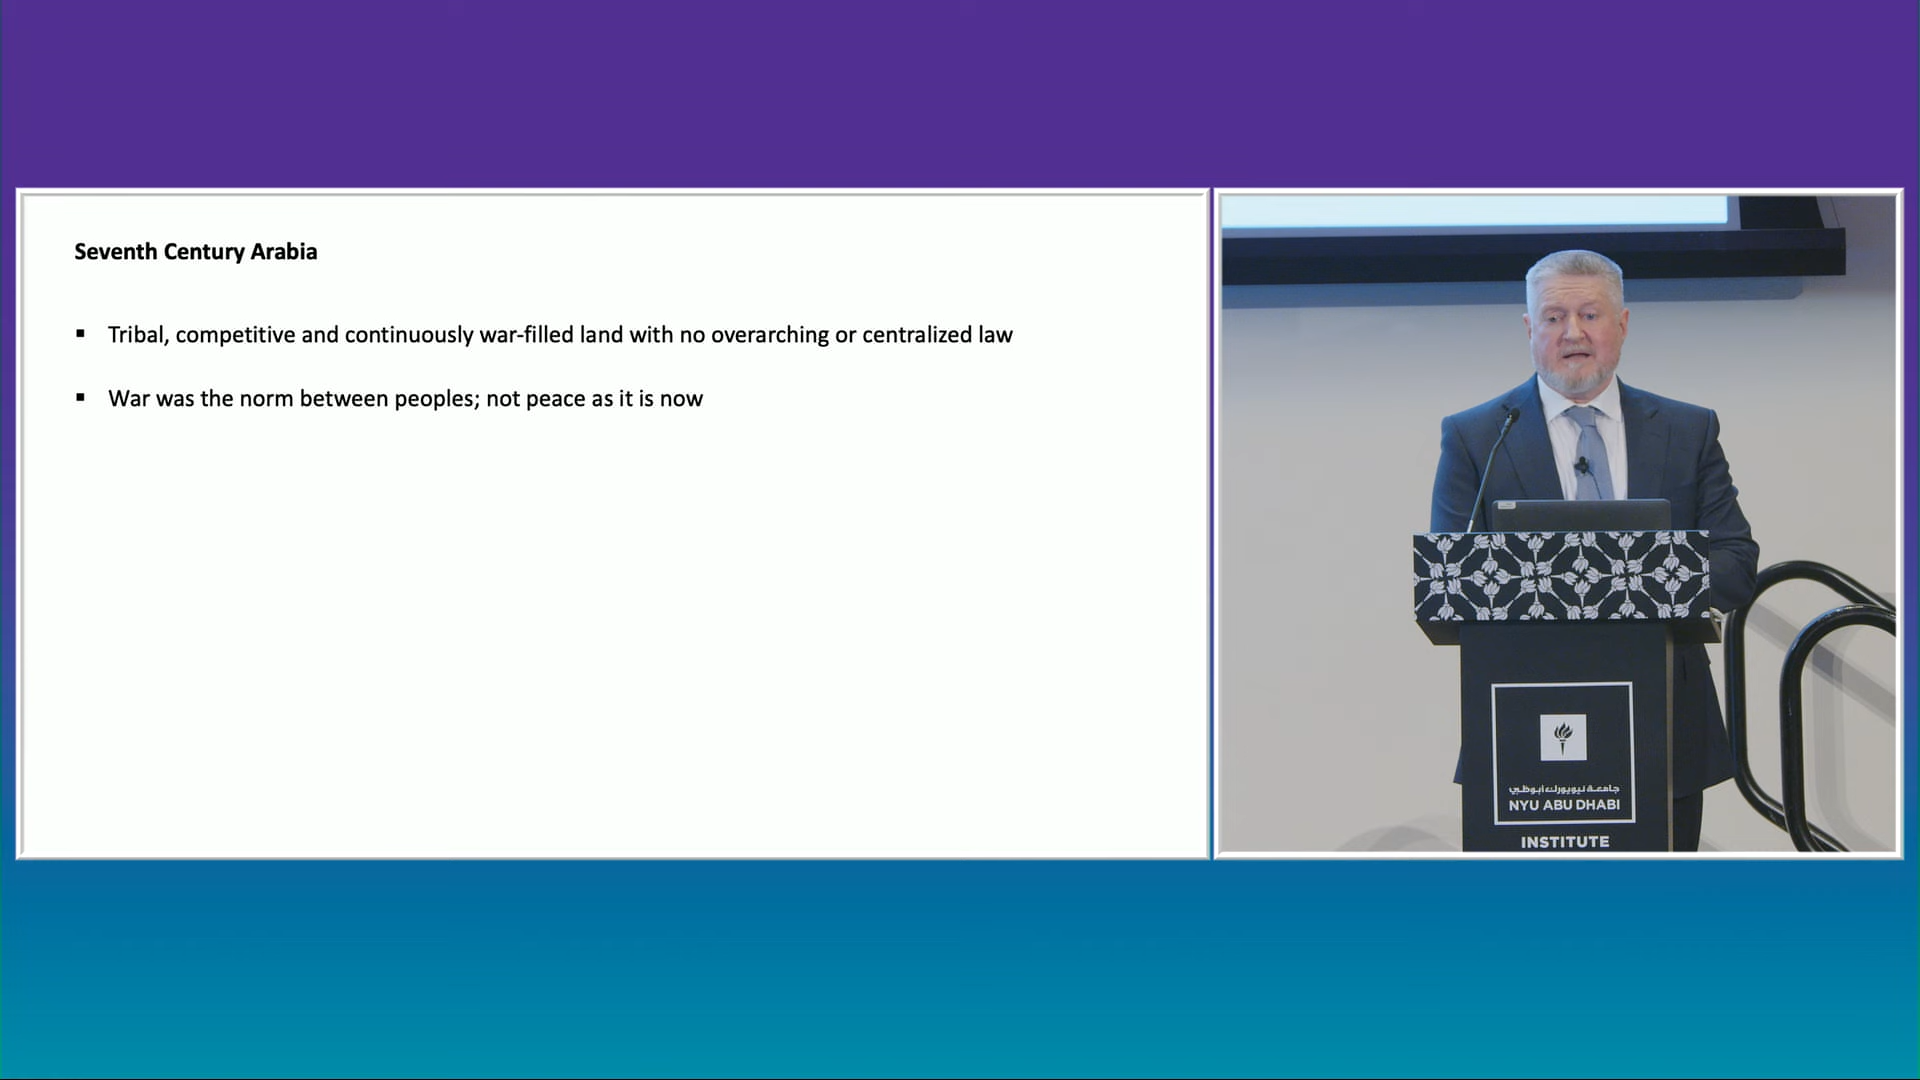 Seventh Century Arabia
▪ Tribal, competitive and continuously war-filled land with no overarching or centralized law
▪ War was the norm between peoples; not peace as it is now
جامعة نيويورك أبوظبي
NYU ABU DHABI
INSTITUTE